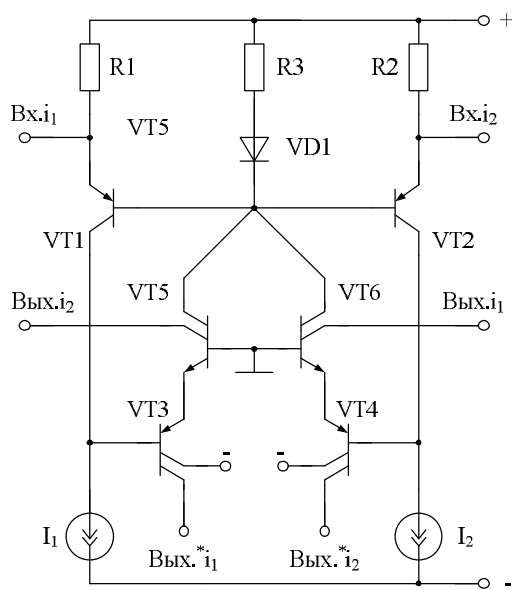 +
R1 R3 R2
Вх.i1 VT5 Вх.i2
VD1
VT1 VT2
VT5 VT6
Вых.i2 Вых.i1
VT3 VT4
- -
I1 I2
Вых.*i1 Вых.*i2
-